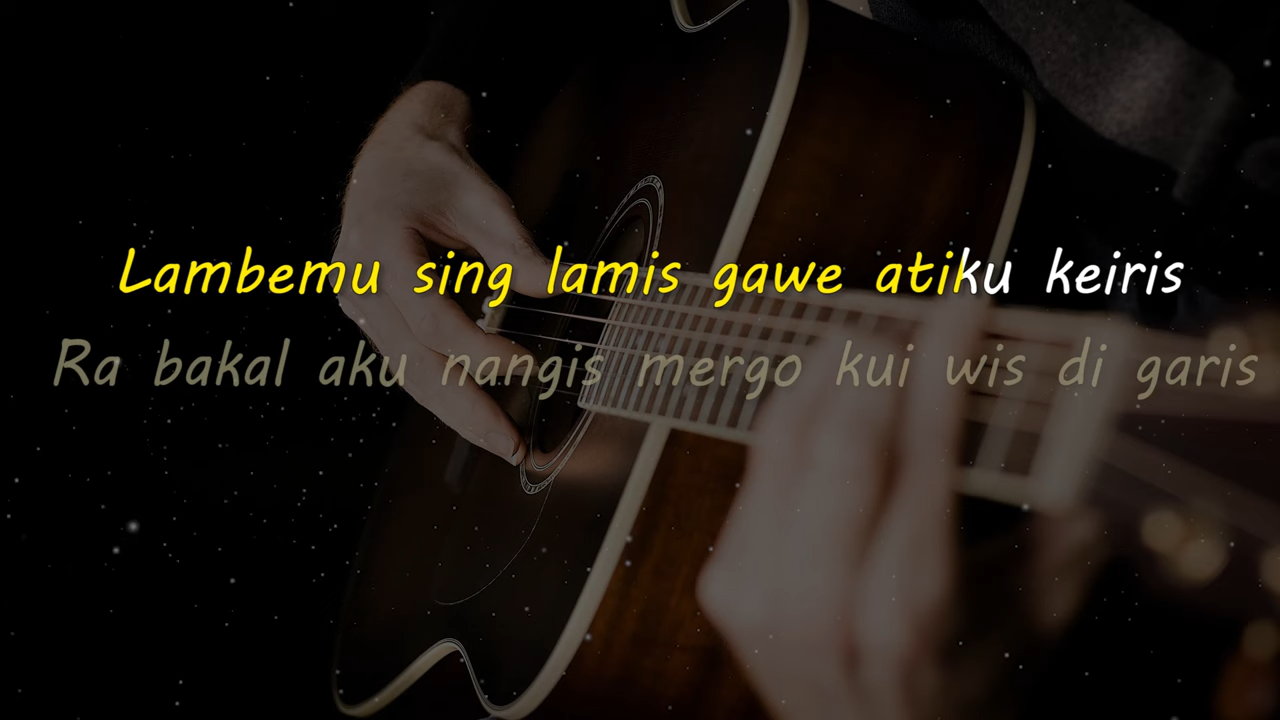 Lambemu sing lamis gawe atiku keiris
Ra bakal aku nangis mergo kui wis di garis